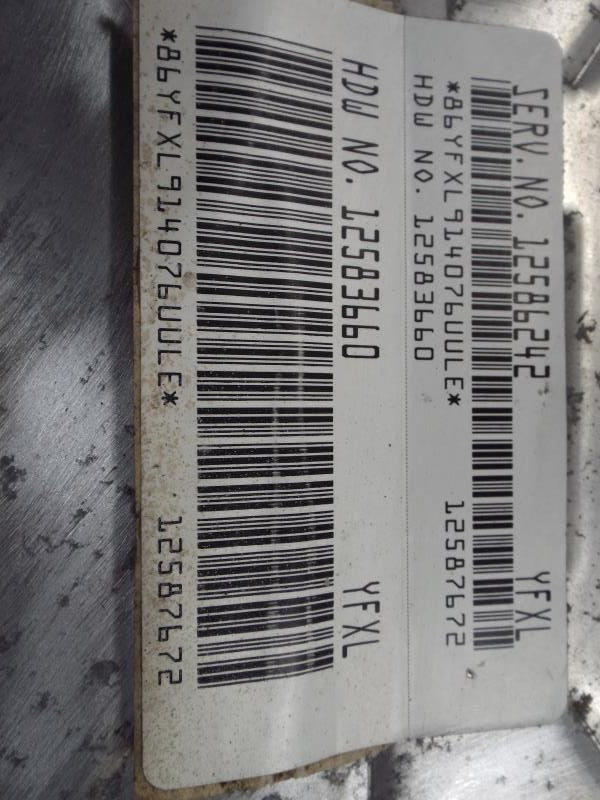 SERV. NO. 12586242 YFXL
*86YFXL914076UULE* 12587672
HDW NO. 12583660
HDW NO. 12583660 YFXL
*86YFXL914076UULE* 12587672